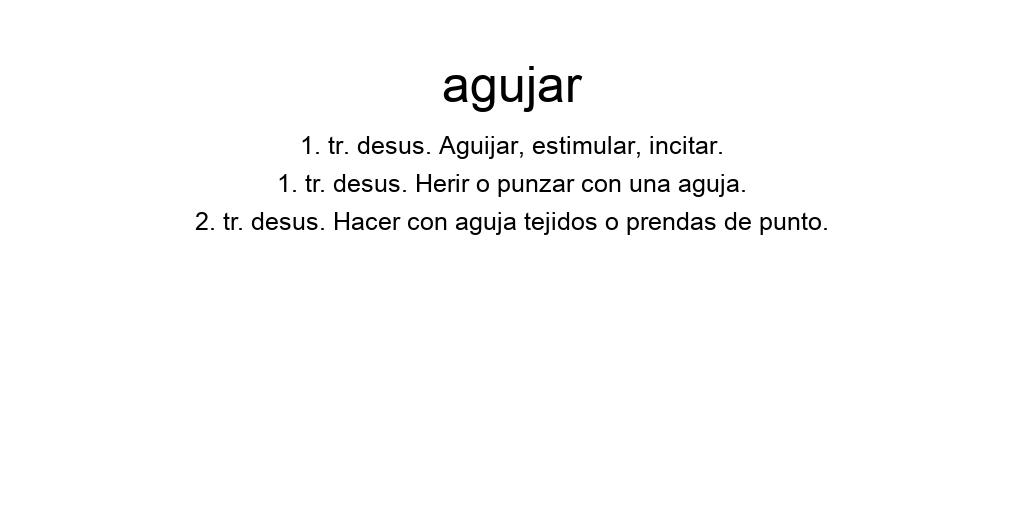 agujar
1. tr. desus. Aguijar, estimular, incitar.
1. tr. desus. Herir o punzar con una aguja.
2. tr. desus. Hacer con aguja tejidos o prendas de punto.